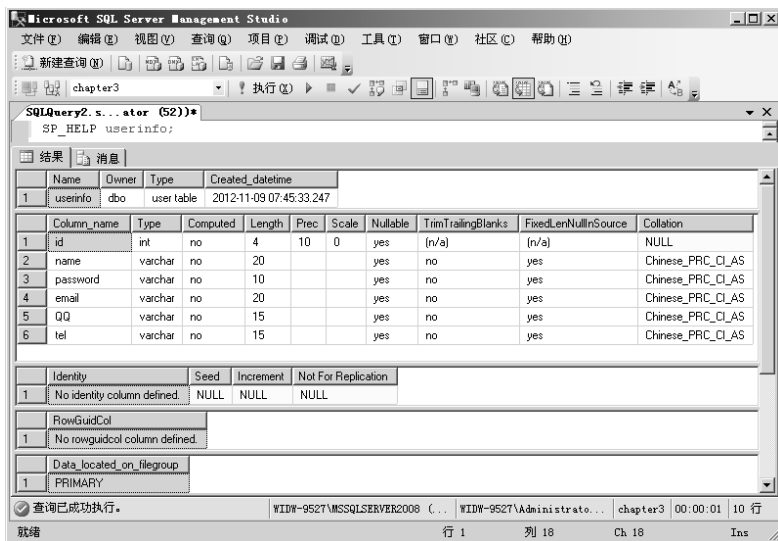 Microsoft SQL Server Management Studio
文件(F) 编辑(E) 视图(V) 查询(Q) 项目(P) 调试(D) 工具(T) 窗口(W) 社区(C) 帮助(H)
新建查询(N)
chapter3 执行(X)
SQLQuery2.s...ator (52))*
SP_HELP userinfo;
结果 消息
Name Owner Type Created_datetime
1 userinfo dbo user table 2012-11-09 07:45:33.247
Column_name Type Computed Length Prec Scale Nullable TrimTrailingBlanks FixedLenNullInSource Collation
1 id int no 4 10 0 yes (n/a) (n/a) NULL
2 name varchar no 20 yes no yes Chinese_PRC_CI_AS
3 password varchar no 10 yes no yes Chinese_PRC_CI_AS
4 email varchar no 20 yes no yes Chinese_PRC_CI_AS
5 QQ varchar no 15 yes no yes Chinese_PRC_CI_AS
6 tel varchar no 15 yes no yes Chinese_PRC_CI_AS
Identity Seed Increment Not For Replication
1 No identity column defined. NULL NULL NULL
RowGuidCol
1 No rowguidcol column defined.
Data_located_on_filegroup
1 PRIMARY
查询已成功执行。 WIDW-9527\MSSQLSERVER2008 (... WIDW-9527\Administrato... chapter3 00:00:01 10 行
就绪 行 1 列 18 Ch 18 Ins